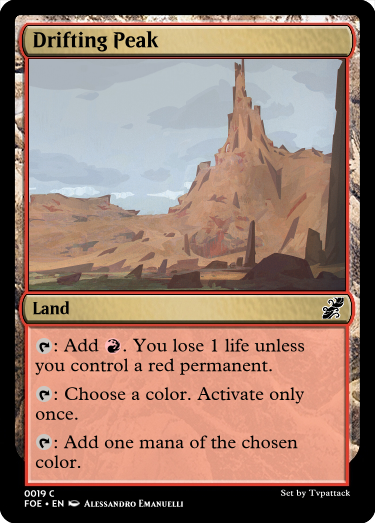 Drifting Peak
Land
: Add . You lose 1 life unless
you control a red permanent.
: Choose a color. Activate only
once.
: Add one mana of the chosen
color.
0019 C
FOE • EN Alessandro Emanuelli
Set by Tvpattack